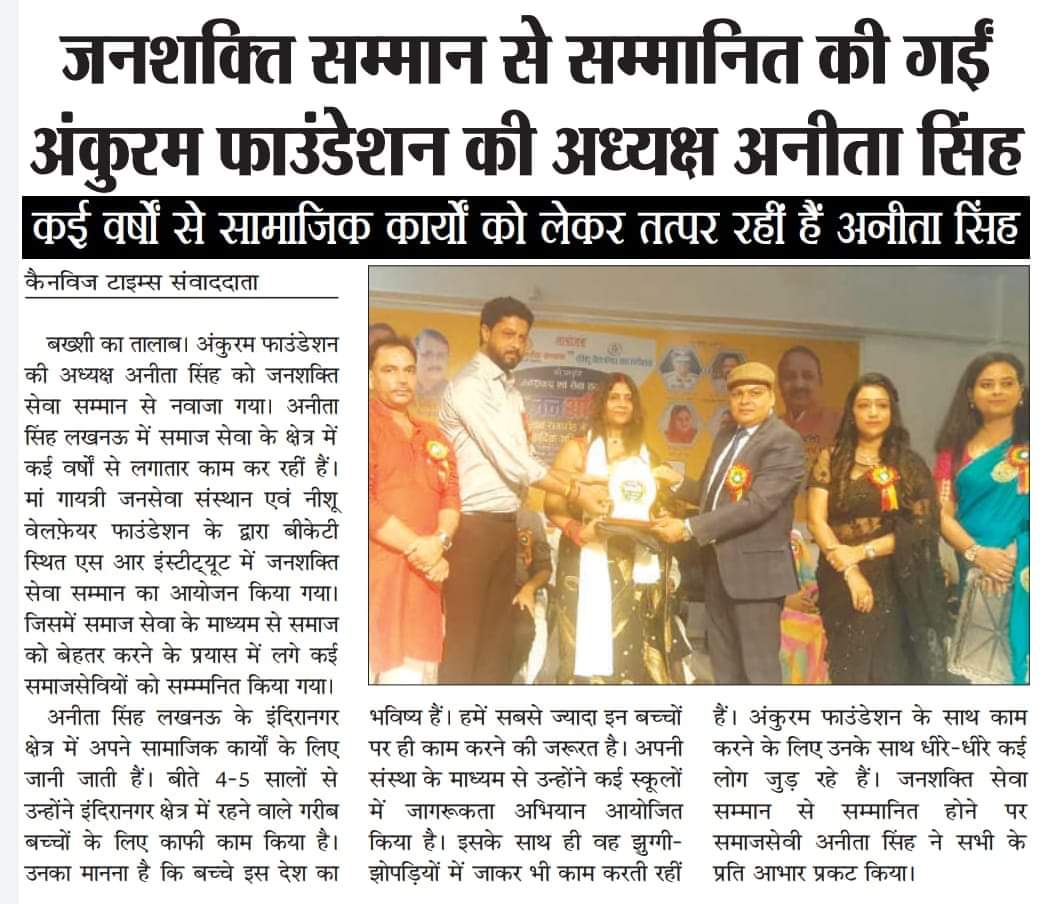 जनशक्ति सम्मान से सम्मानित की गईं
अंकुरम फाउंडेशन की अध्यक्ष अनीता सिंह
कई वर्षों से सामाजिक कार्यों को लेकर तत्पर रहीं हैं अनीता सिंह
कैनविज टाइम्स संवाददाता
बख्शी का तालाब। अंकुरम फाउंडेशन
की अध्यक्ष अनीता सिंह को जनशक्ति
सेवा सम्मान से नवाजा गया। अनीता
सिंह लखनऊ में समाज सेवा के क्षेत्र में
कई वर्षों से लगातार काम कर रहीं हैं।
मां गायत्री जनसेवा संस्थान एवं नीशू
वेलफ़ेयर फाउंडेशन के द्वारा बीकेटी
स्थित एस आर इंस्टीट्यूट में जनशक्ति
सेवा सम्मान का आयोजन किया गया।
जिसमें समाज सेवा के माध्यम से समाज
को बेहतर करने के प्रयास में लगे कई
समाजसेवियों को सम्म्मनित किया गया।
अनीता सिंह लखनऊ के इंदिरानगर
क्षेत्र में अपने सामाजिक कार्यों के लिए
जानी जाती हैं। बीते 4-5 सालों से
उन्होंने इंदिरानगर क्षेत्र में रहने वाले गरीब
बच्चों के लिए काफी काम किया है।
उनका मानना है कि बच्चे इस देश का
भविष्य हैं। हमें सबसे ज्यादा इन बच्चों
पर ही काम करने की जरूरत है। अपनी
संस्था के माध्यम से उन्होंने कई स्कूलों
में जागरूकता अभियान आयोजित
किया है। इसके साथ ही वह झुग्गी-
झोपड़ियों में जाकर भी काम करती रहीं
हैं। अंकुरम फाउंडेशन के साथ काम
करने के लिए उनके साथ धीरे-धीरे कई
लोग जुड़ रहे हैं। जनशक्ति सेवा
सम्मान से सम्मानित होने पर
समाजसेवी अनीता सिंह ने सभी के
प्रति आभार प्रकट किया।